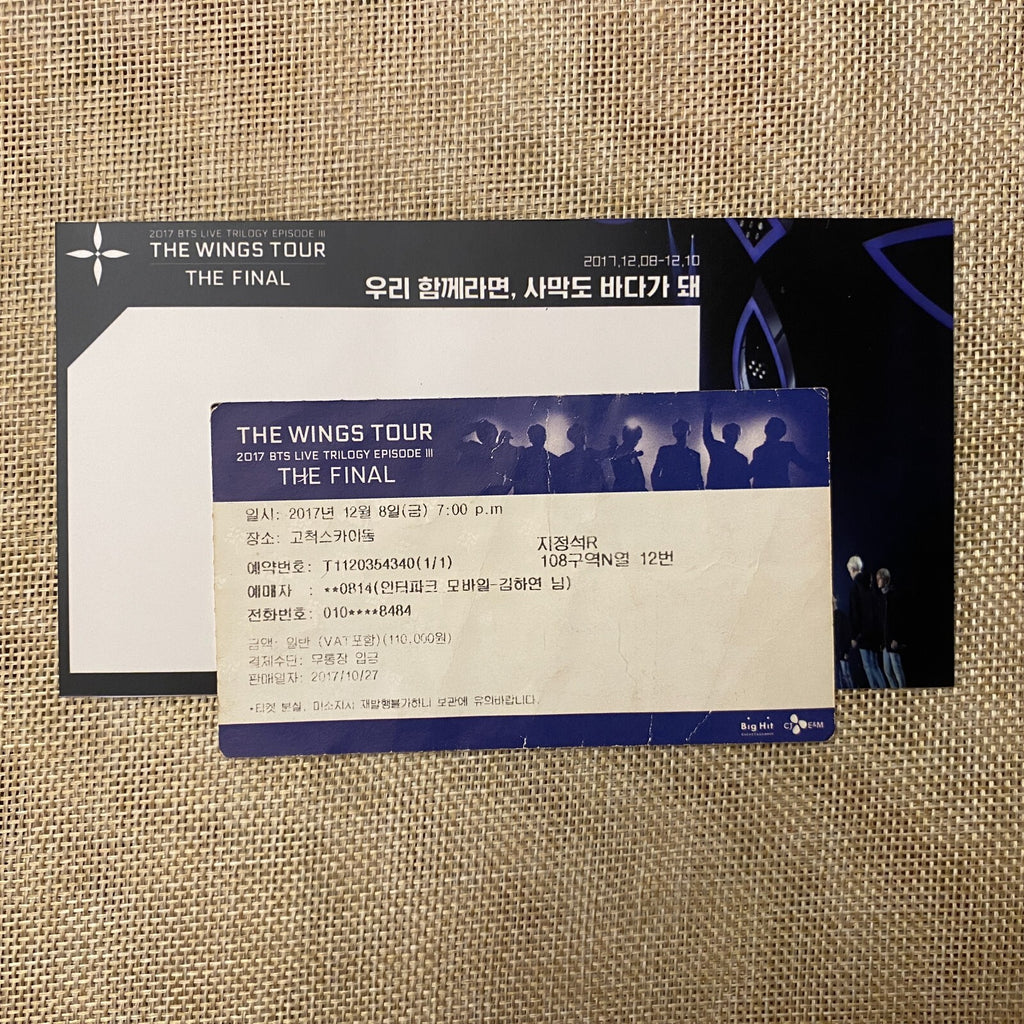 2017 BTS LIVE TRILOGY EPISODE III
THE WINGS TOUR
THE FINAL
2017.12.08-12.10
우리 함께라면, 사막도 바다가 돼
THE WINGS TOUR
2017 BTS LIVE TRILOGY EPISODE III
THE FINAL
일시: 2017년 12월 8일(금) 7:00 p.m
장소: 고척스카이돔
지정석R
108구역N열 12번
예약번호: T1120354340(1/1)
예매자 : **0814(인터파크 모바일-김하연 님)
전화번호: 010****8484
금액: 일반 (VAT포함)(110,000원)
결제수단: 무통장 입금
판매일자: 2017/10/27
*티켓 분실, 미소지시 재발행불가하니 보관에 유의바랍니다.
Big Hit
CJ E&M